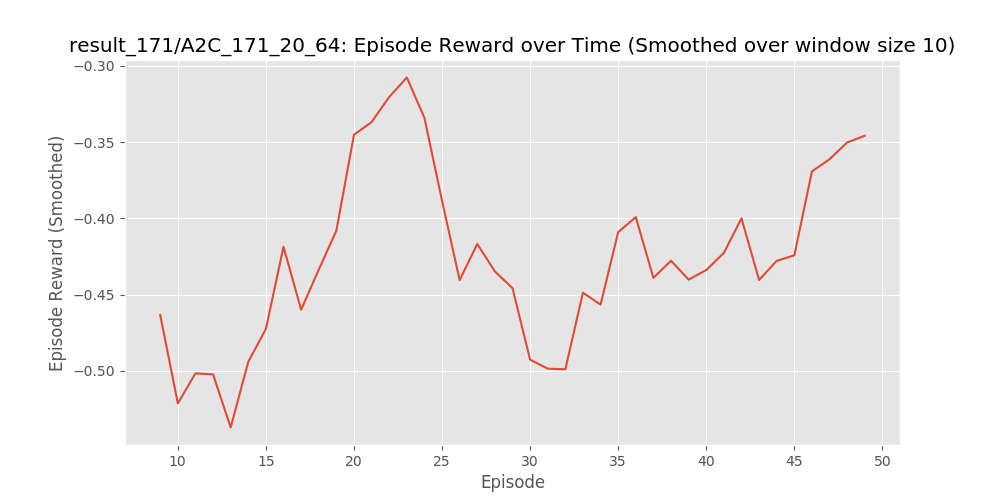 result_171/A2C_171_20_64: Episode Reward over Time (Smoothed over window size 10)
Episode Reward (Smoothed)
−0.30
−0.35
−0.40
−0.45
−0.50
10 15 20 25 30 35 40 45 50
Episode